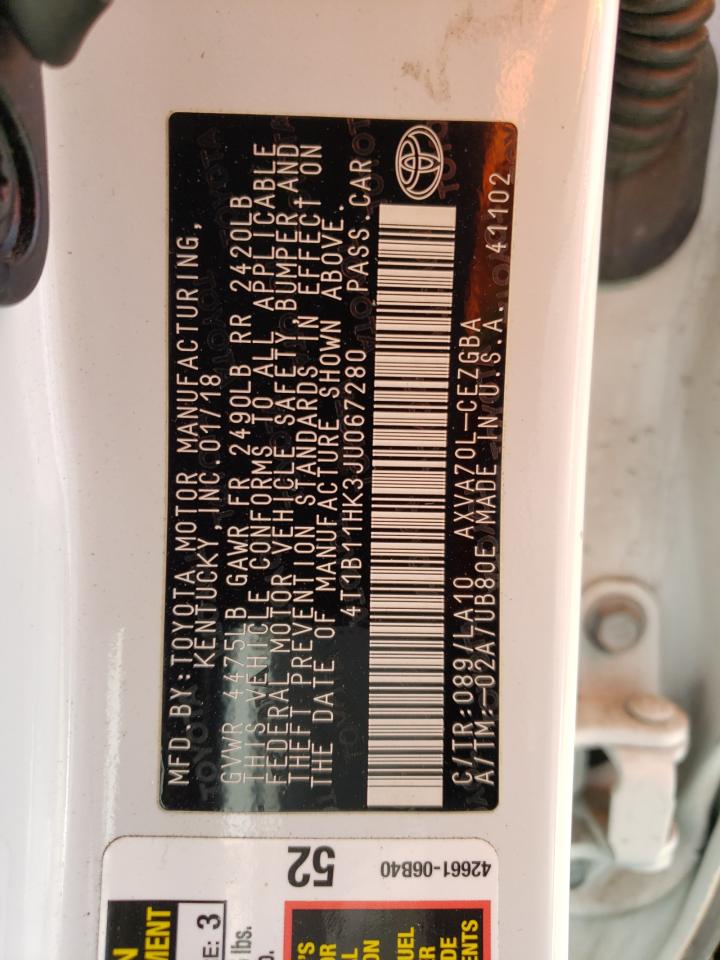 MFD.BY:TOYOTA MOTOR MANUFACTURING,
KENTUCKY,INC.01/18
GVWR 4475LB GAWR FR 2490LB RR 2420LB
THIS VEHICLE CONFORMS TO ALL APPLICABLE
FEDERAL MOTOR VEHICLE SAFETY,BUMPER,AND
THEFT PREVENTION STANDARDS IN EFFECT ON
THE DATE OF MANUFACTURE SHOWN ABOVE.
4T1B11HK3JU067280 PASS.CAR
C/TR:089/LA10 AXVA70L-CEZGBA
A/TM:-02A/UB80E MADE IN U.S.A. 41102
52
42661-06B40
MENT
E: 3
lbs.